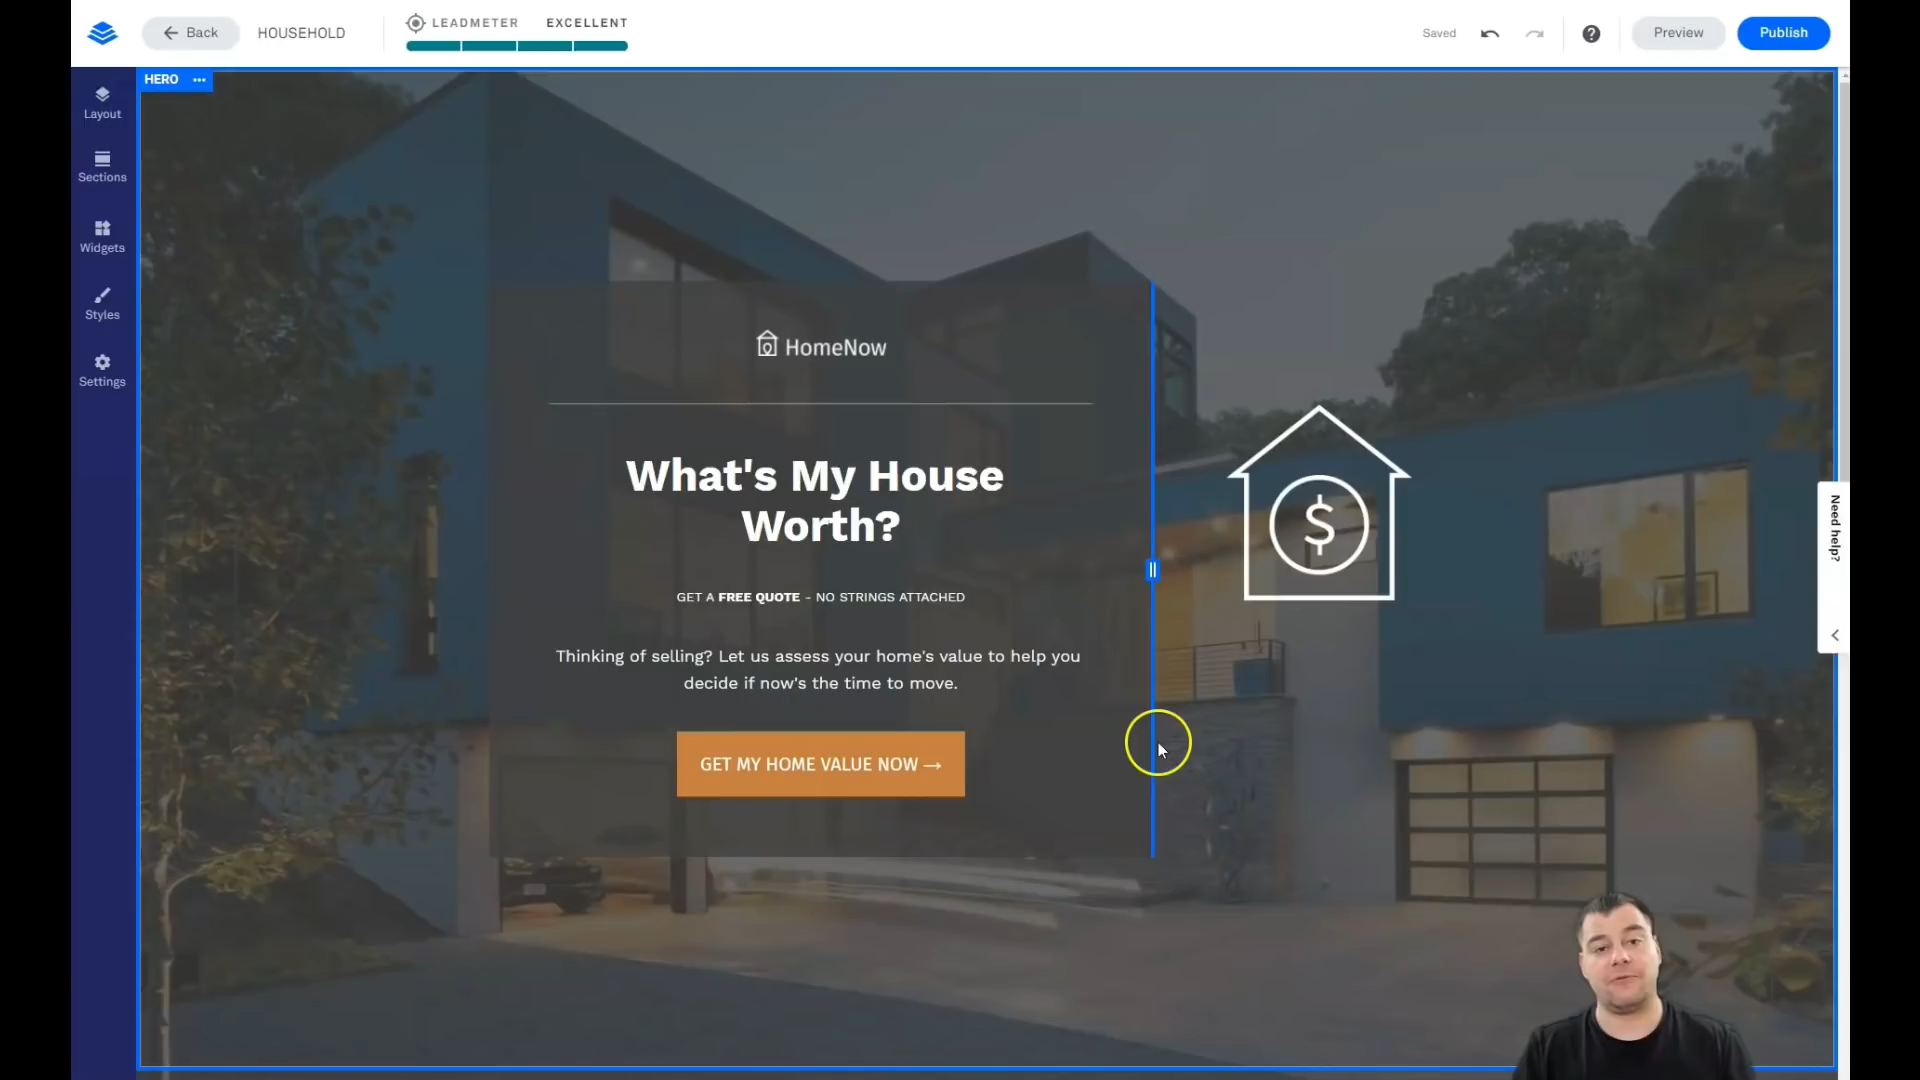 Back
HOUSEHOLD
LEADMETER EXCELLENT
Saved
Preview
Publish
HERO ...
Layout
Sections
Widgets
Styles
Settings
HomeNow
What's My House
Worth?
GET A FREE QUOTE - NO STRINGS ATTACHED
Thinking of selling? Let us assess your home's value to help you
decide if now's the time to move.
GET MY HOME VALUE NOW →
$
Need help?